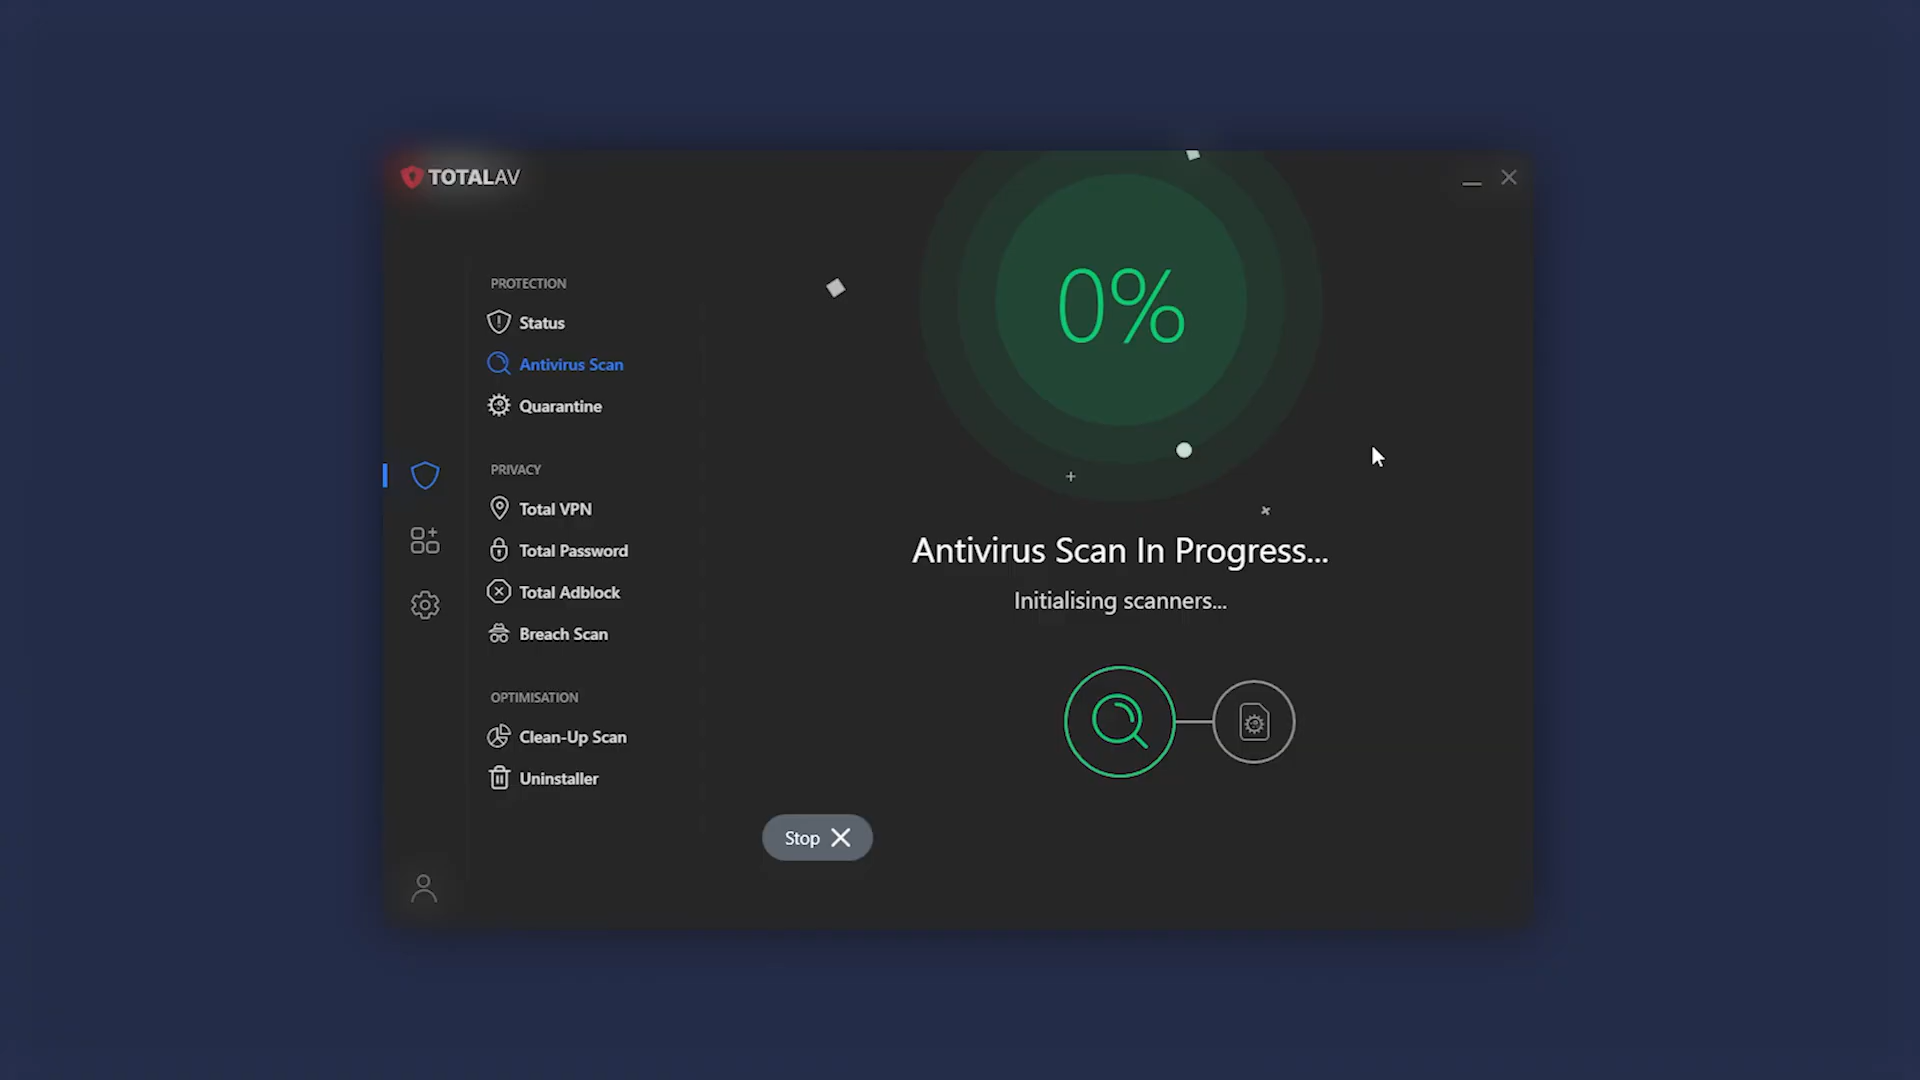 TOTALAV
PROTECTION
Status
Antivirus Scan
Quarantine
PRIVACY
Total VPN
Total Password
Total Adblock
Breach Scan
OPTIMISATION
Clean-Up Scan
Uninstaller
0%
Antivirus Scan In Progress...
Initialising scanners...
Stop